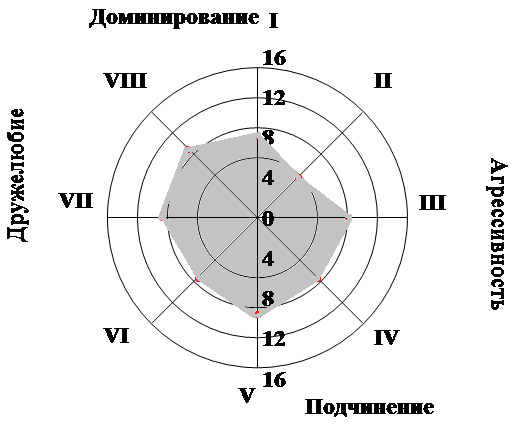 Доминирование I
16
VIII
II
12
8
Дружелюбие
4
VII
0
III
Агрессивность
4
8
VI
IV
12
V
16
Подчинение